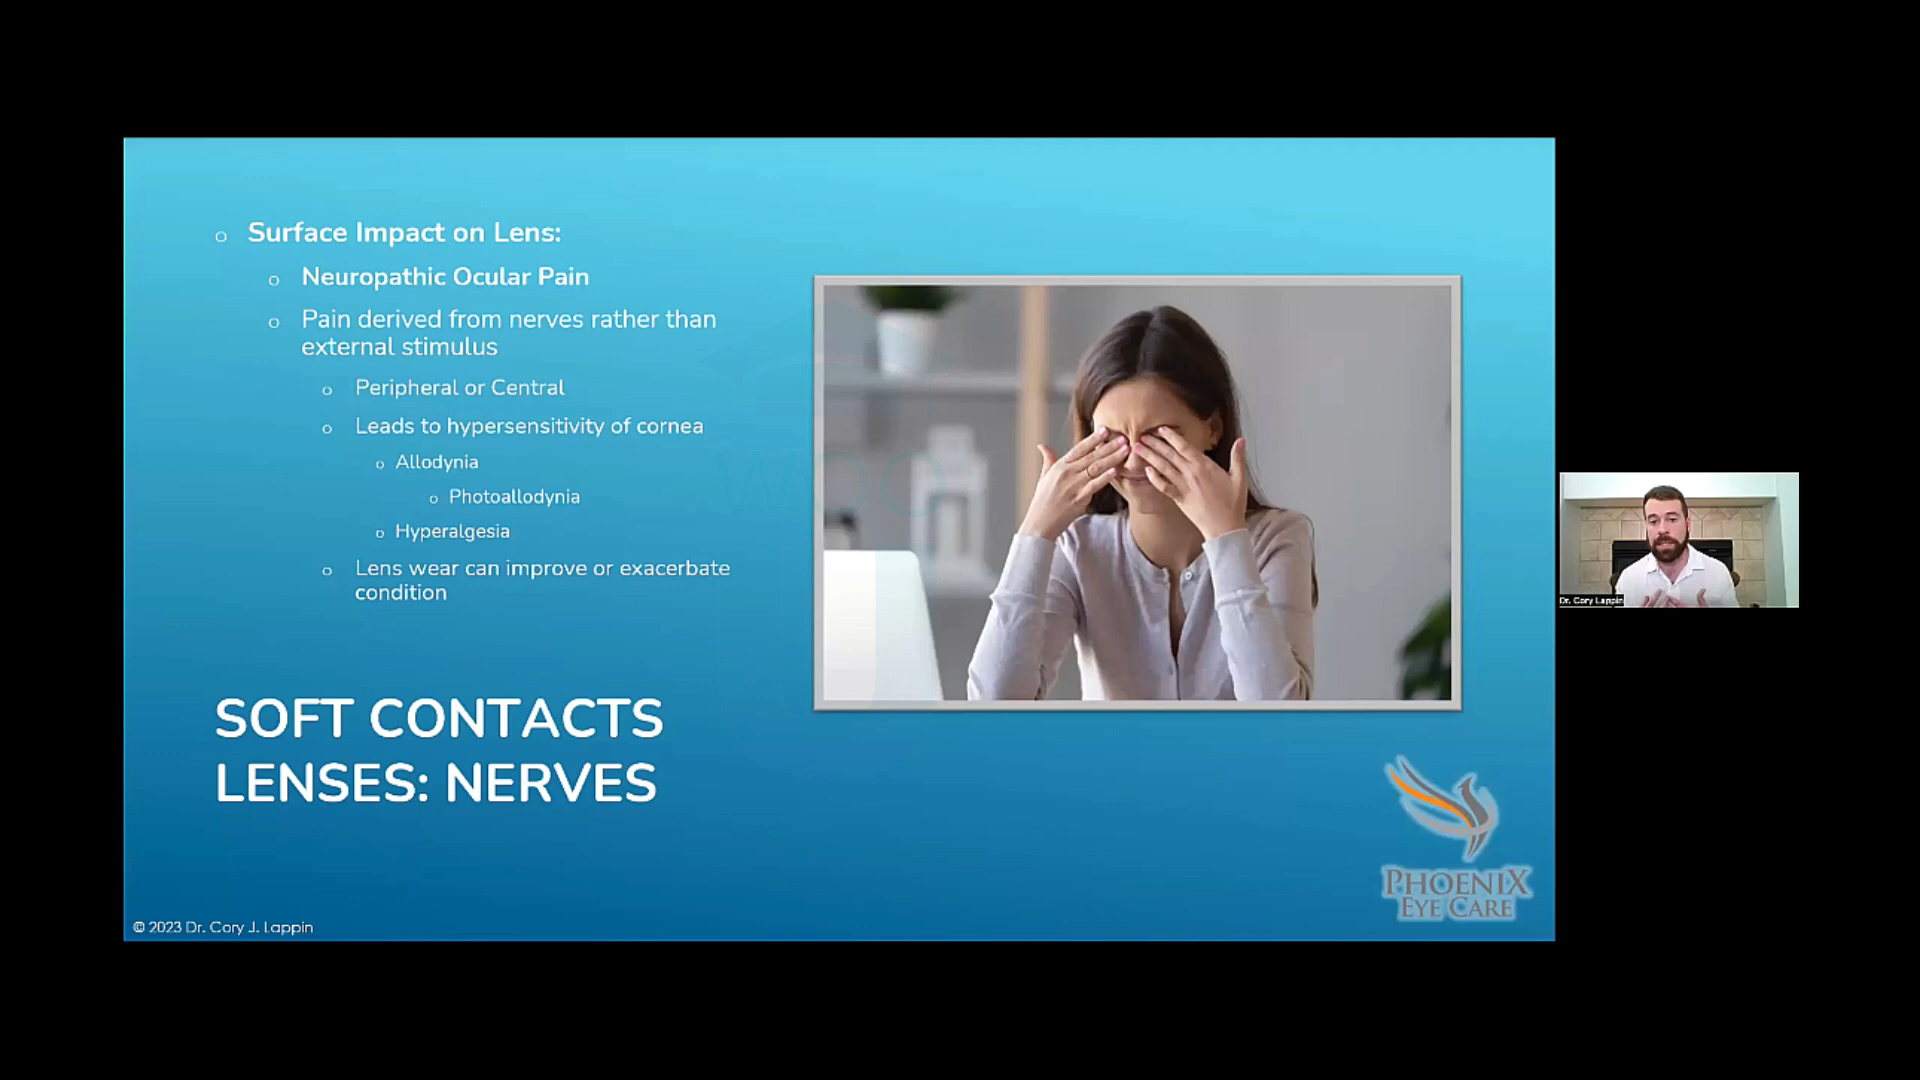 Surface Impact on Lens:
Neuropathic Ocular Pain
Pain derived from nerves rather than
external stimulus
Peripheral or Central
Leads to hypersensitivity of cornea
Allodynia
Photoallodynia
Hyperalgesia
Lens wear can improve or exacerbate
condition
SOFT CONTACTS
LENSES: NERVES
WOO
PHOENIX
EYE CARE
© 2023 Dr. Cory J. Lappin
Dr. Cory Lappin